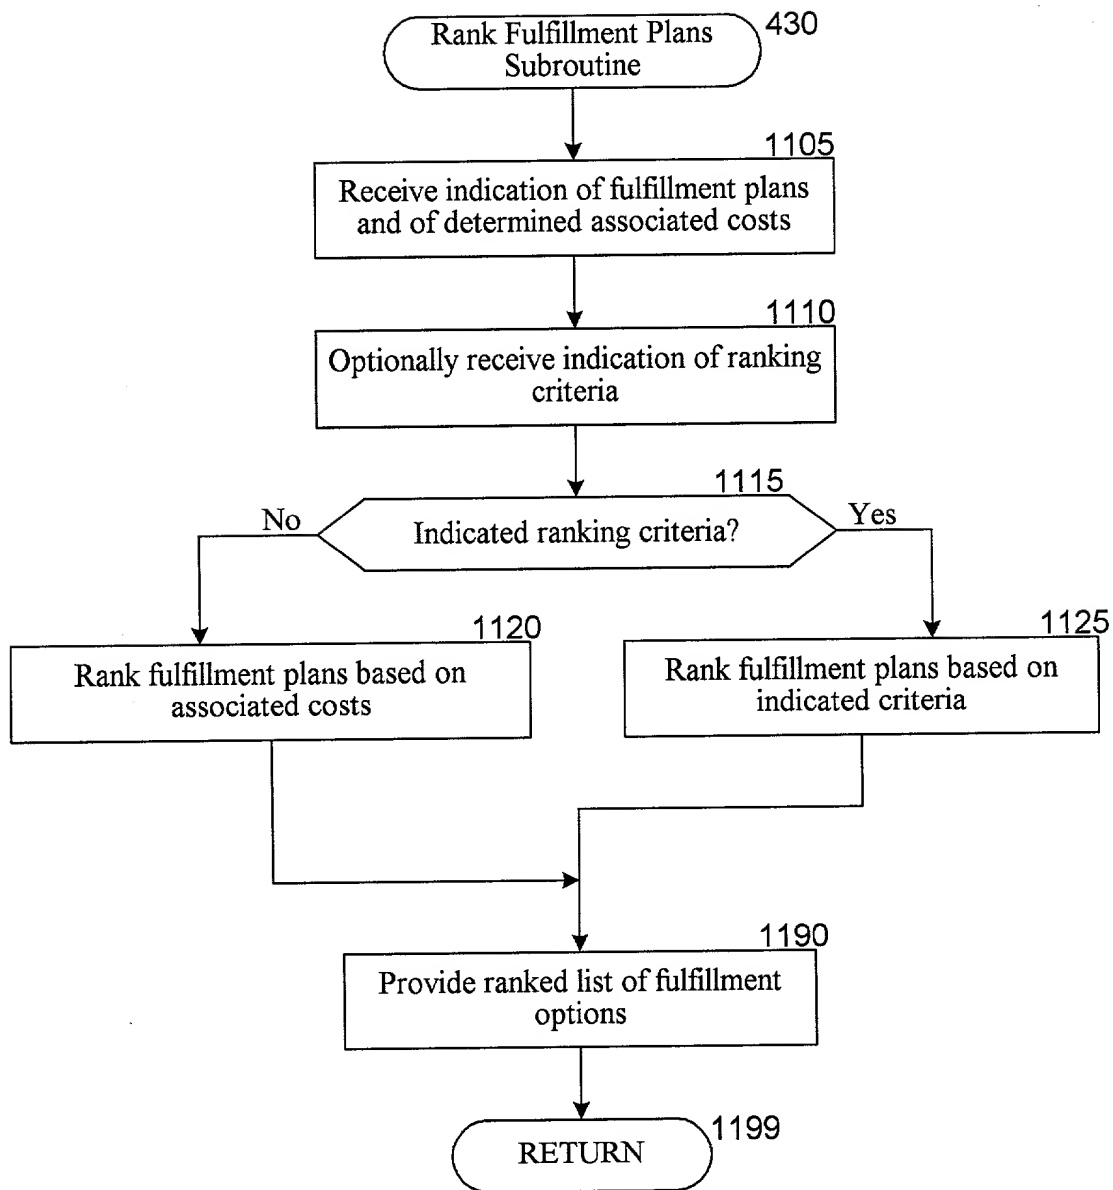 Rank Fulfillment Plans
Subroutine
430
1105
Receive indication of fulfillment plans
and of determined associated costs
1110
Optionally receive indication of ranking
criteria
1115
Indicated ranking criteria?
No
Yes
1120
Rank fulfillment plans based on
associated costs
1125
Rank fulfillment plans based on
indicated criteria
1190
Provide ranked list of fulfillment
options
RETURN
1199